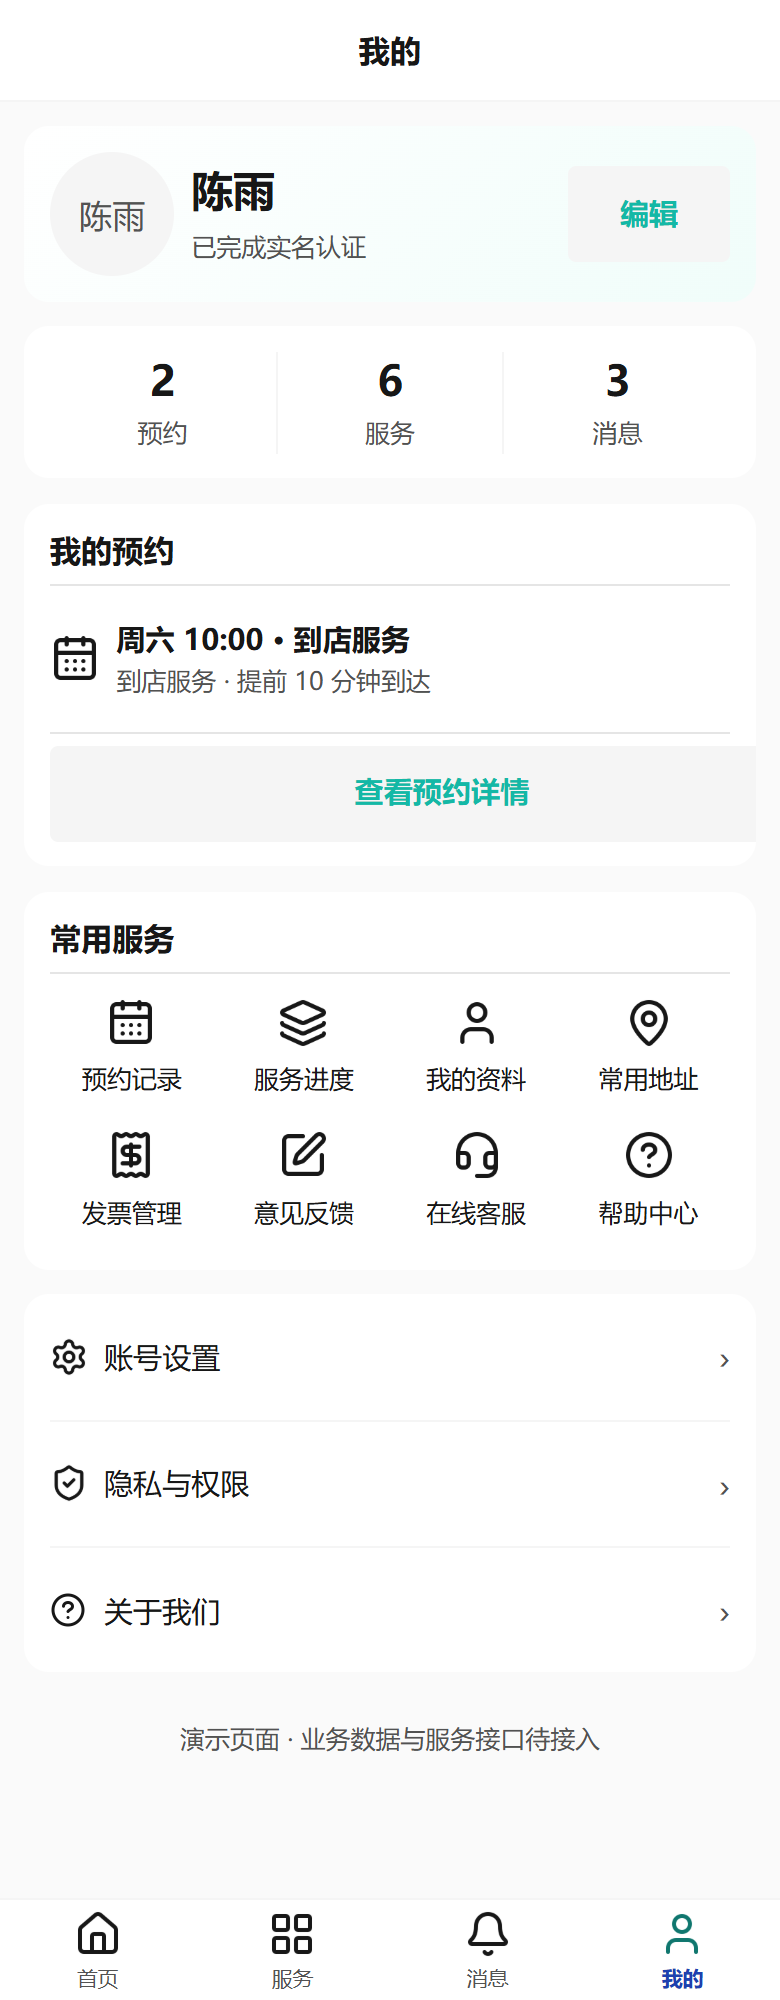 我的
陈雨
陈雨
已完成实名认证
编辑
2
6
3
预约
服务
消息
我的预约
周六 10:00 · 到店服务
到店服务 · 提前 10 分钟到达
查看预约详情
常用服务
预约记录
服务进度
我的资料
常用地址
发票管理
意见反馈
在线客服
帮助中心
账号设置
隐私与权限
关于我们
演示页面 · 业务数据与服务接口待接入
首页
服务
消息
我的